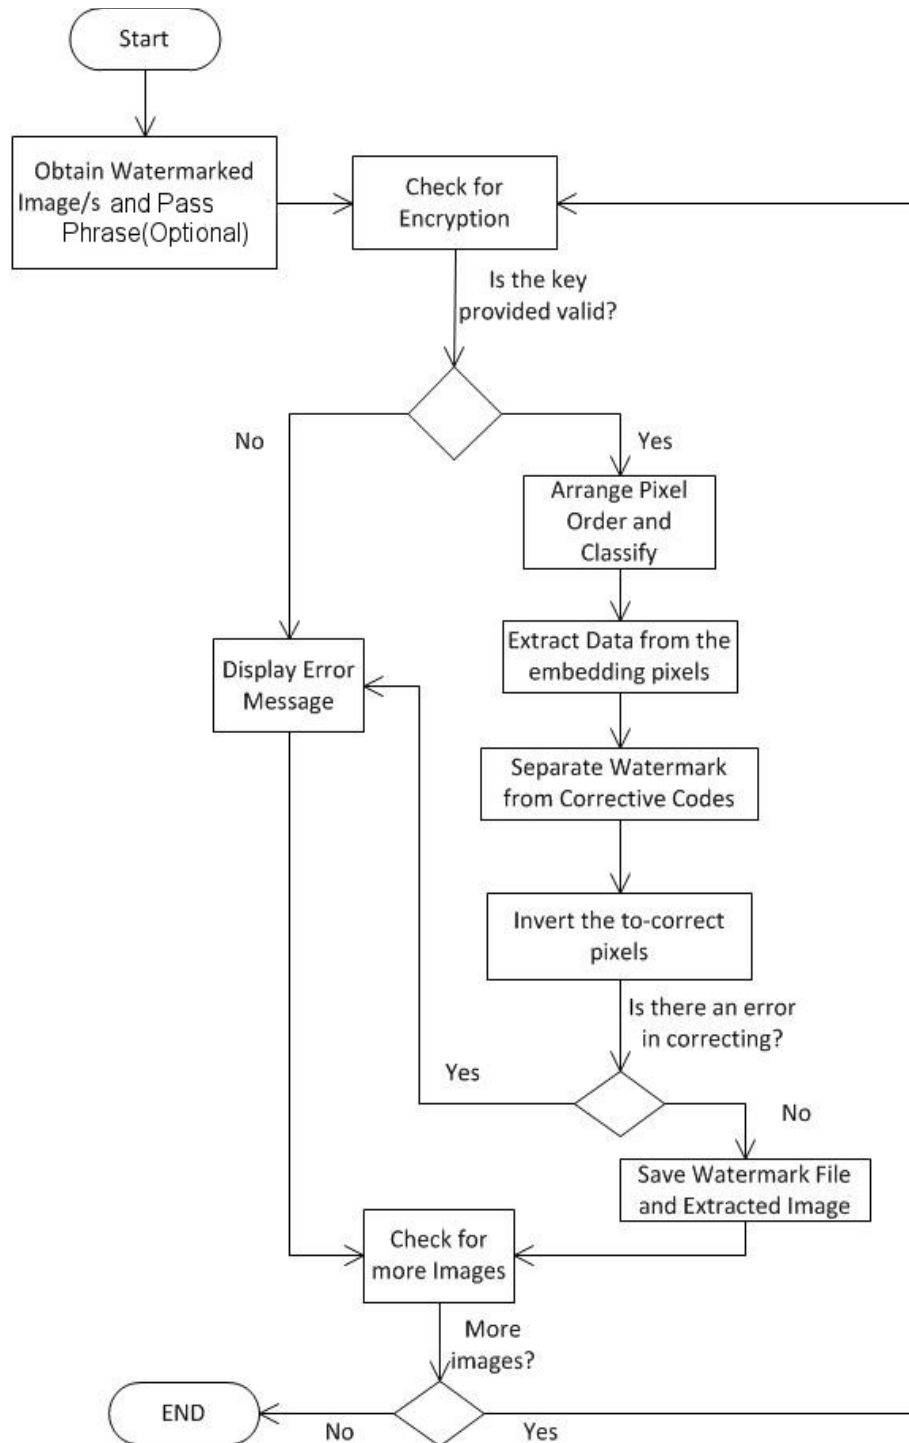 Start
Obtain Watermarked
Image/s and Pass
Phrase(Optional)
Check for
Encryption
Is the key
provided valid?
No
Yes
Arrange Pixel
Order and
Classify
Extract Data from the
embedding pixels
Display Error
Message
Separate Watermark
from Corrective Codes
Invert the to-correct
pixels
Is there an error
in correcting?
Yes
No
Save Watermark File
and Extracted Image
Check for
more Images
More
images?
END
No
Yes